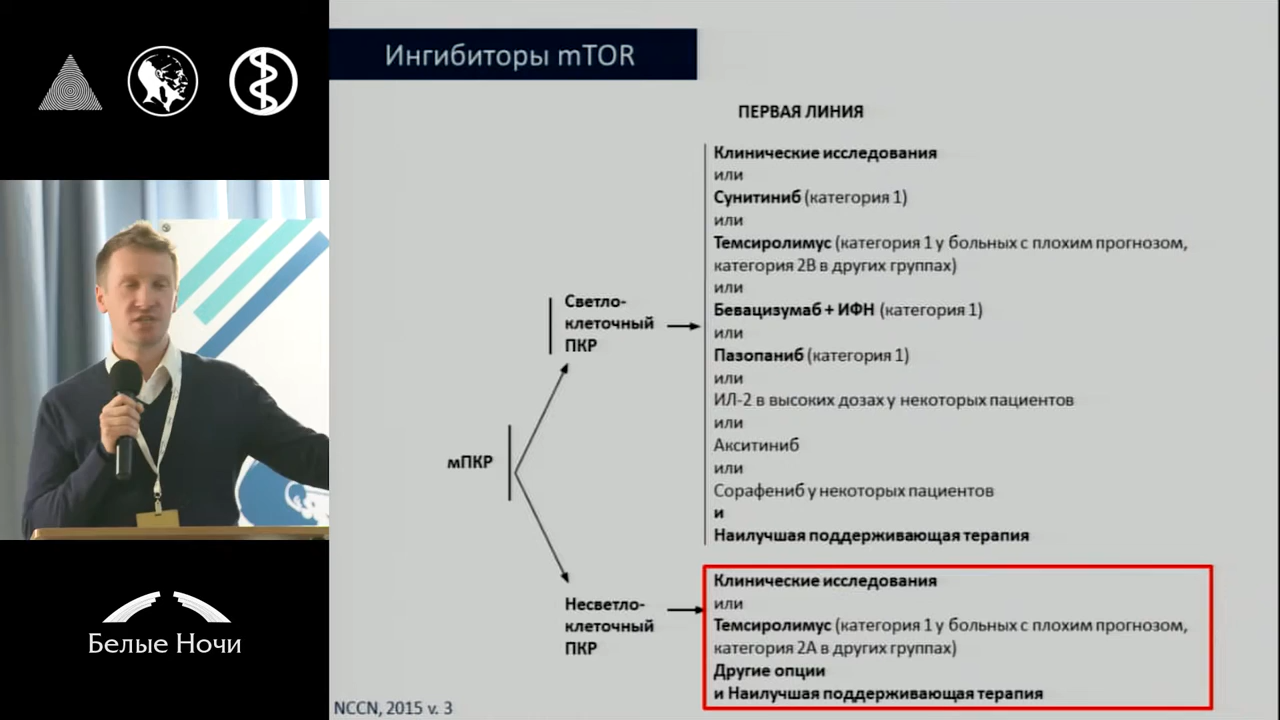 Ингибиторы mTOR
ПЕРВАЯ ЛИНИЯ
Клинические исследования
или
Сунитиниб (категория 1)
или
Темсиролимус (категория 1 у больных с плохим прогнозом,
категория 2В в других группах)
или
Бевацизумаб + ИФН (категория 1)
или
Пазопаниб (категория 1)
или
ИЛ-2 в высоких дозах у некоторых пациентов
или
Акситиниб
или
Сорафениб у некоторых пациентов
и
Наилучшая поддерживающая терапия
Светло-
клеточный
ПКР
мПКР
Несветло-
клеточный
ПКР
Клинические исследования
или
Темсиролимус (категория 1 у больных с плохим прогнозом,
категория 2А в других группах)
Другие опции
и Наилучшая поддерживающая терапия
NCCN, 2015 v. 3
Белые Ночи